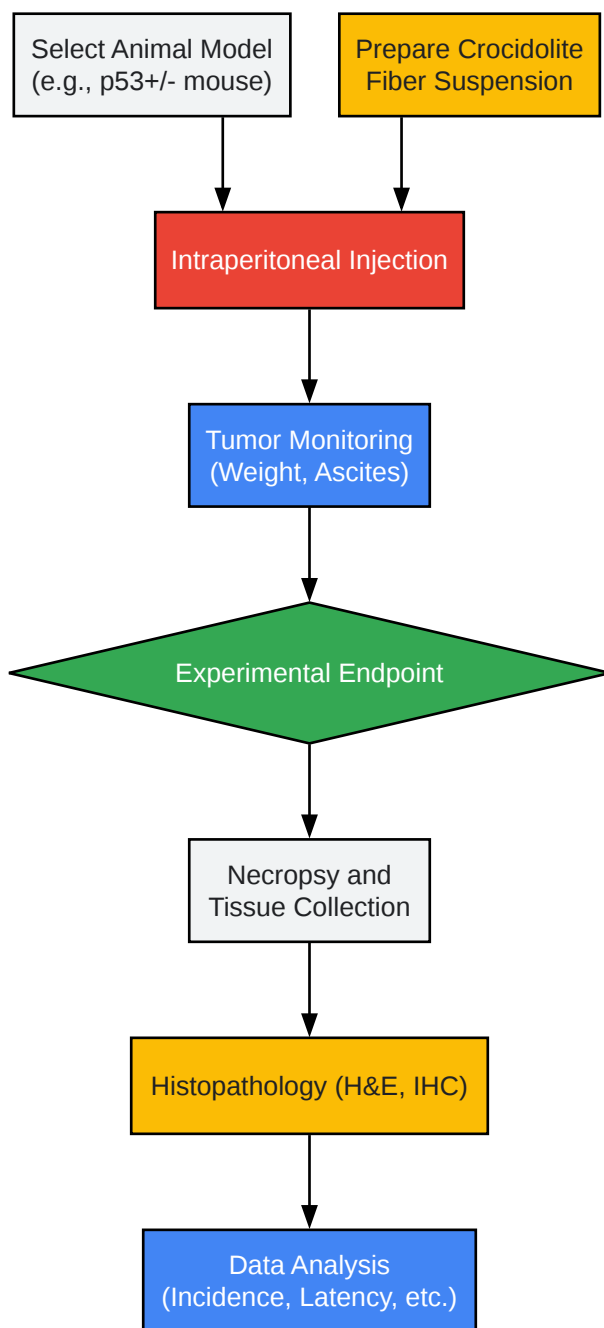 Select Animal Model
(e.g., p53+/- mouse)
Prepare Crocidolite
Fiber Suspension
Intraperitoneal Injection
Tumor Monitoring
(Weight, Ascites)
Experimental Endpoint
Necropsy and
Tissue Collection
Histopathology (H&E, IHC)
Data Analysis
(Incidence, Latency, etc.)